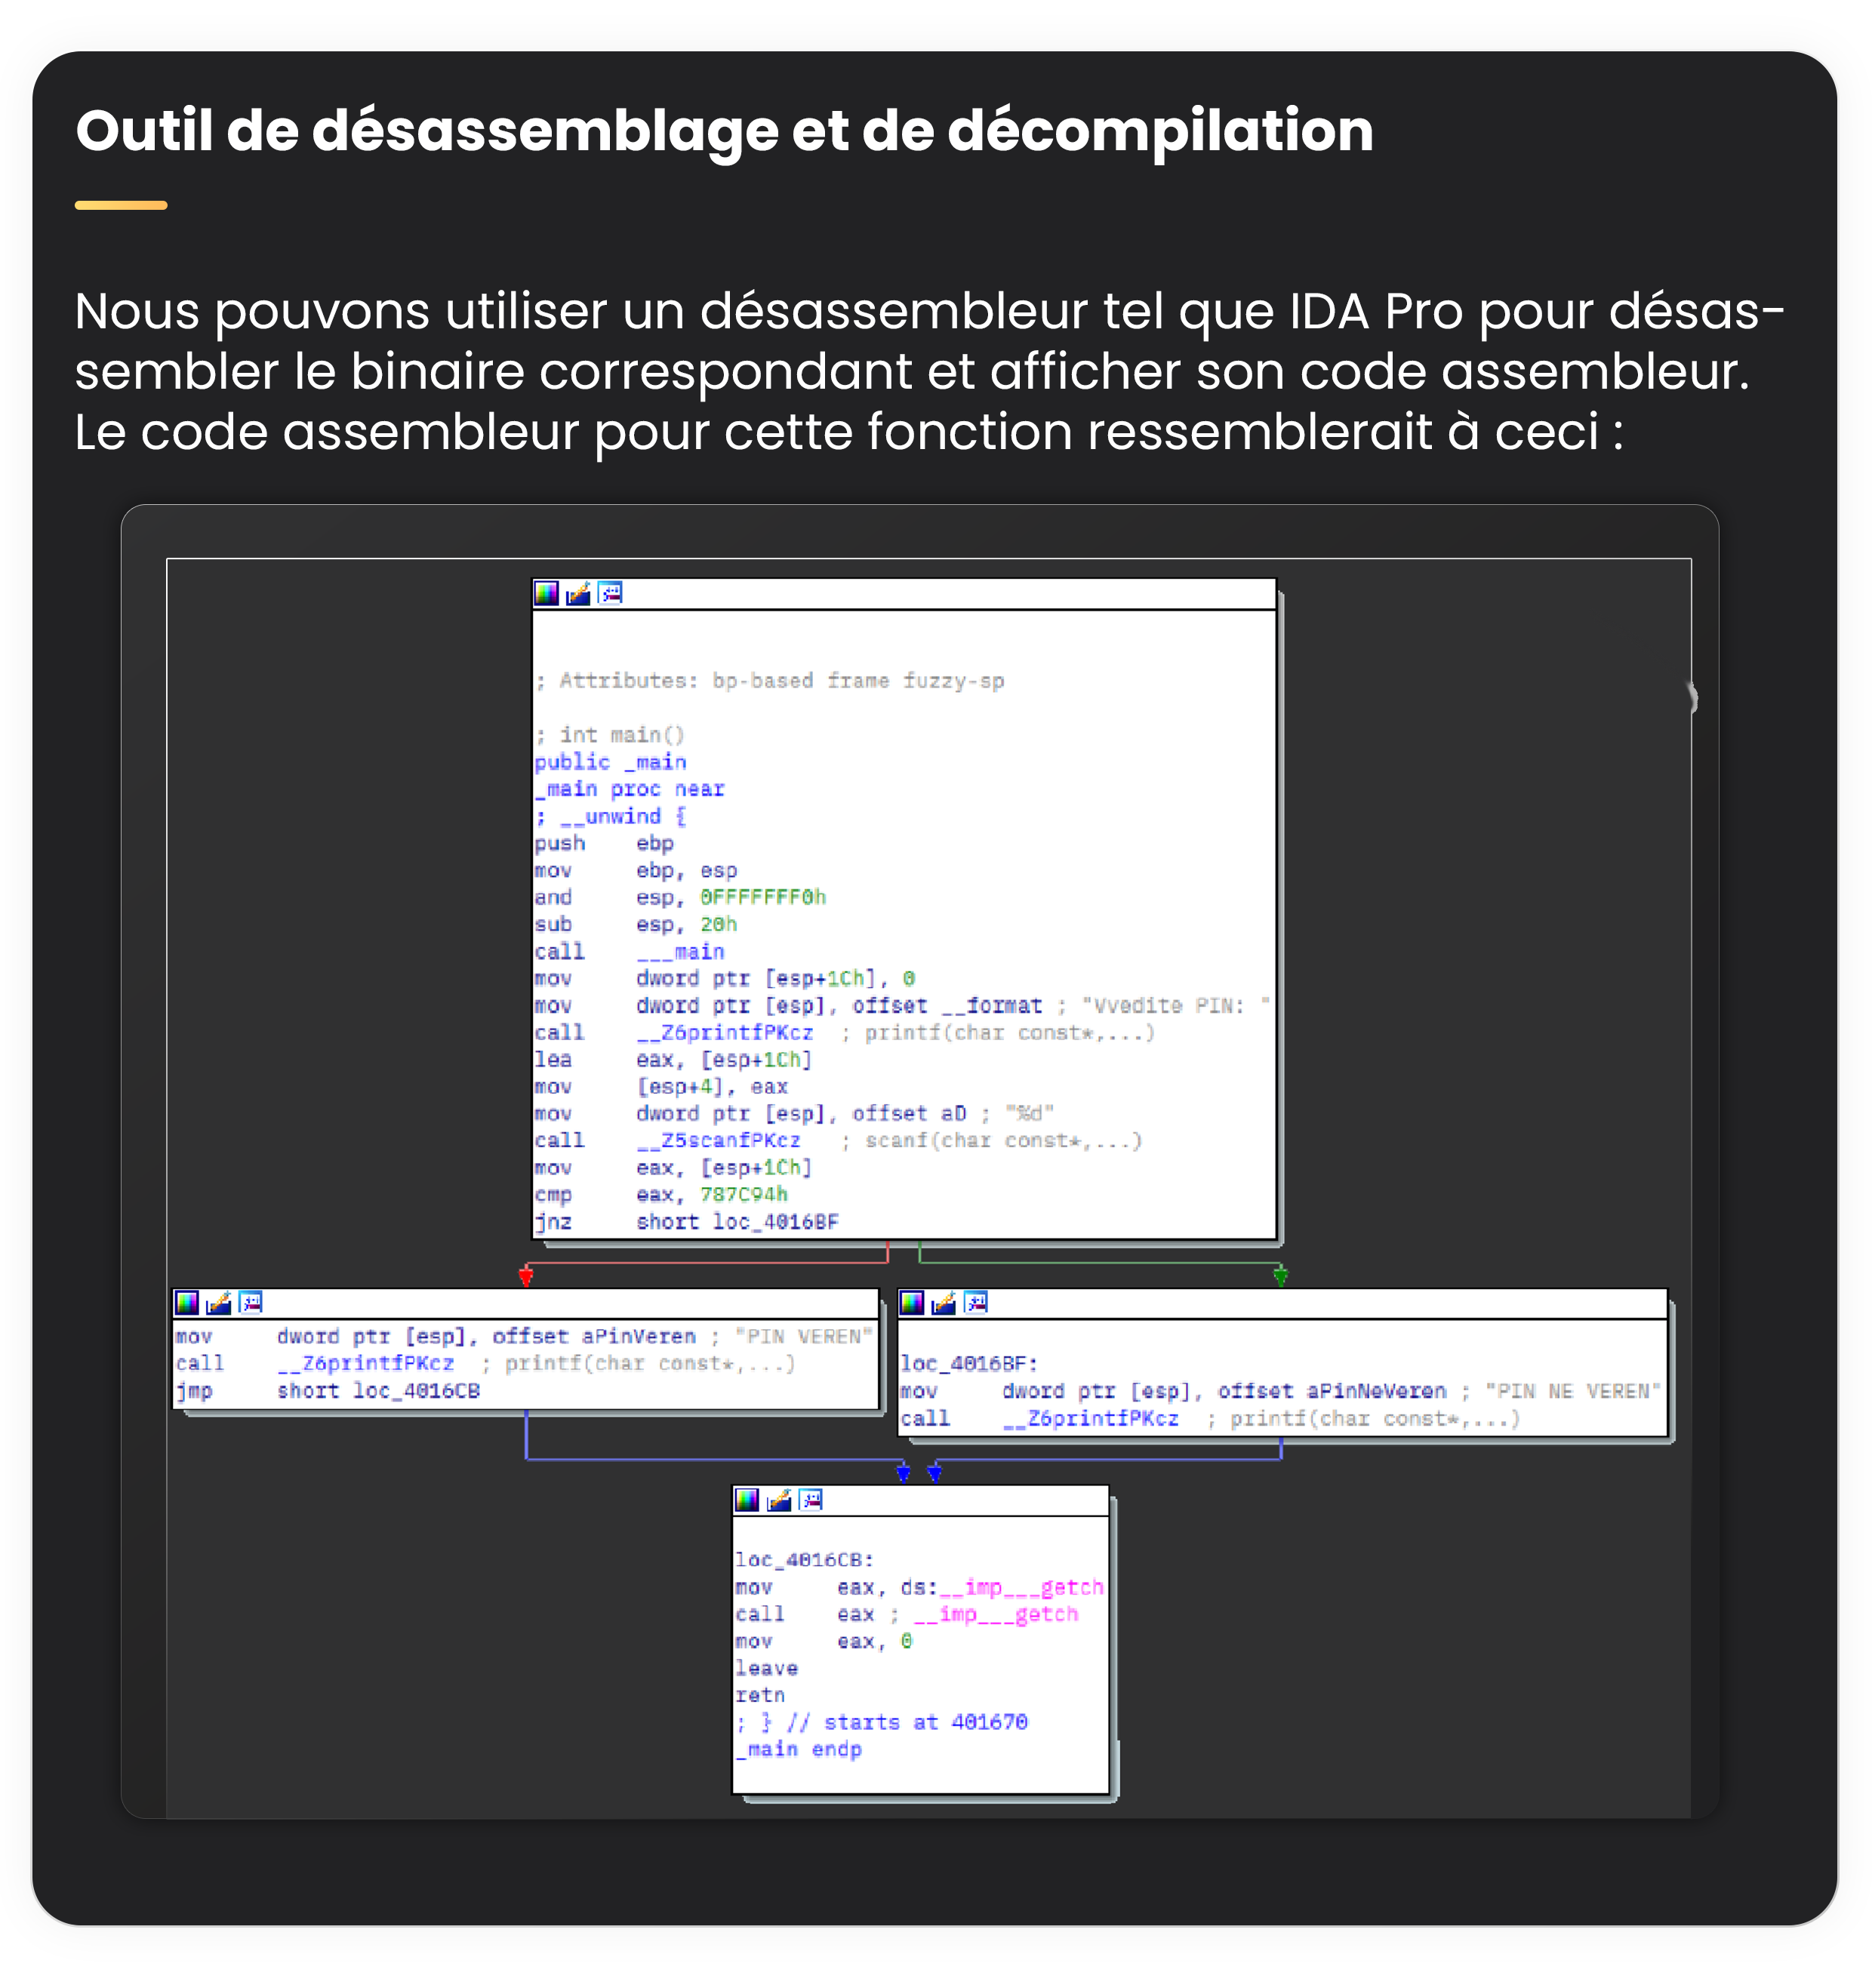 Outil de désassemblage et de décompilation
Nous pouvons utiliser un désassembleur tel que IDA Pro pour désas-
sembler le binaire correspondant et afficher son code assembleur.
Le code assembleur pour cette fonction ressemblerait à ceci :
; Attributes: bp-based frame fuzzy-sp
; int main()
public _main
_main proc near
; __unwind {
push ebp
mov ebp, esp
and esp, 0FFFFFFF0h
sub esp, 20h
call ___main
mov dword ptr [esp+1Ch], 0
mov dword ptr [esp], offset __format ; "Vvedite PIN: "
call __Z6printfPKcz ; printf(char const*,...)
lea eax, [esp+1Ch]
mov [esp+4], eax
mov dword ptr [esp], offset aD ; "%d"
call __Z5scanfPKcz ; scanf(char const*,...)
mov eax, [esp+1Ch]
cmp eax, 787C94h
jnz short loc_4016BF
mov dword ptr [esp], offset aPinVeren ; "PIN VEREN"
call __Z6printfPKcz ; printf(char const*,...)
jmp short loc_4016CB
loc_4016BF:
mov dword ptr [esp], offset aPinNeVeren ; "PIN NE VEREN"
call __Z6printfPKcz ; printf(char const*,...)
loc_4016CB:
mov eax, ds:__imp___getch
call eax ; __imp___getch
mov eax, 0
leave
retn
; } // starts at 401670
_main endp